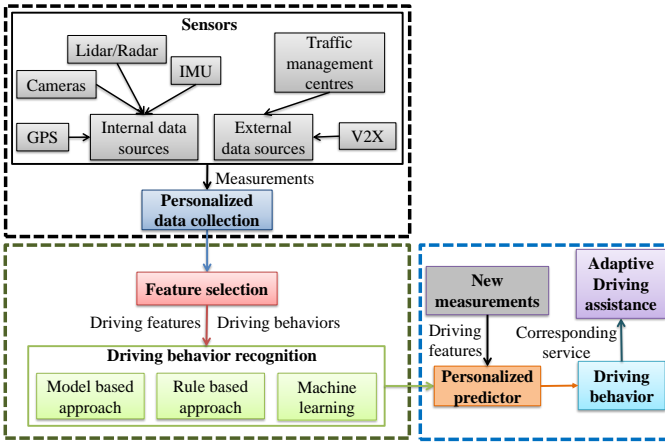 Sensors
Lidar/Radar
IMU
Cameras
GPS
Internal data
sources
Traffic
management
centres
External
data sources
V2X
Measurements
Personalized
data collection
Feature selection
Driving features
Driving behaviors
Driving behavior recognition
Model based
approach
Rule based
approach
Machine
learning
New
measurements
Driving
features
Personalized
predictor
Adaptive
Driving
assistance
Corresponding
service
Driving
behavior